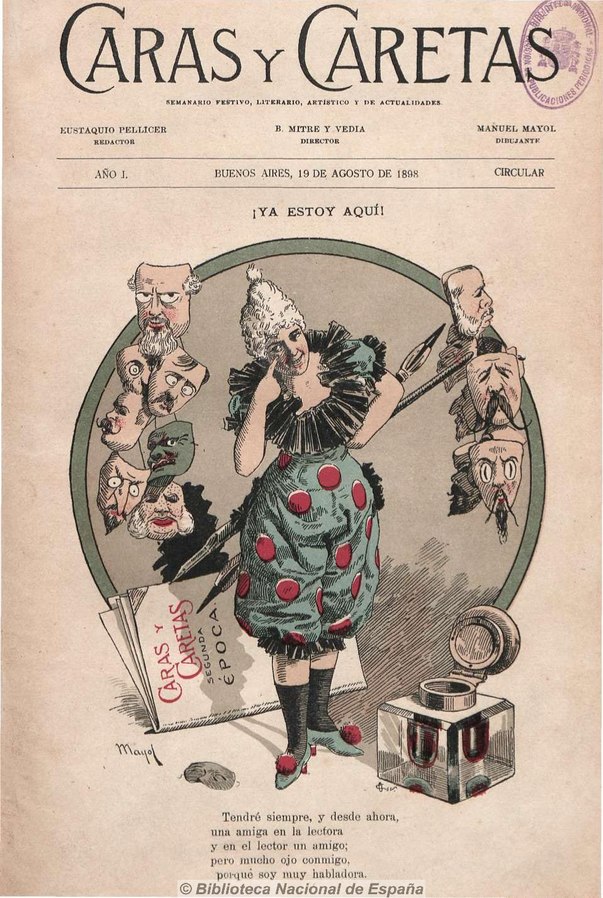 CARAS Y CARETAS
SEMANARIO FESTIVO, LITERARIO, ARTÍSTICO Y DE ACTUALIDADES.
EUSTAQUIO PELLICER
REDACTOR
B. MITRE Y VEDIA
DIRECTOR
MANUEL MAYOL
DIBUJANTE
AÑO I.
BUENOS AIRES, 19 DE AGOSTO DE 1898
CIRCULAR
¡YA ESTOY AQUÍ!
CARAS Y
CARETAS
SEGUNDA
ÉPOCA.
Mayol
Tendré siempre, y desde ahora,
una amiga en la lectora
y en el lector un amigo;
pero mucho ojo conmigo,
porqué soy muy habladora.
© Biblioteca Nacional de España